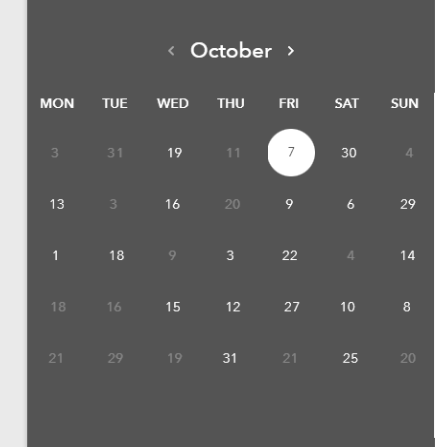 ‹ October ›
MON TUE WED THU FRI SAT SUN
3 31 19 11 7 30 4
13 3 16 20 9 6 29
1 18 9 3 22 4 14
18 16 15 12 27 10 8
21 29 19 31 21 25 20